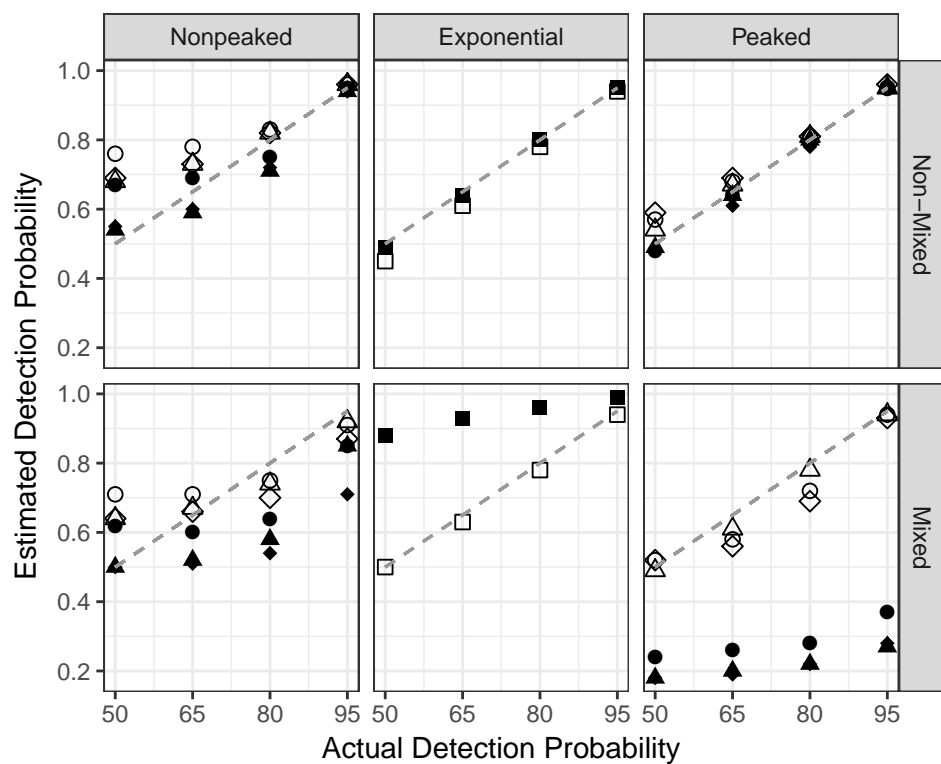 Nonpeaked Exponential Peaked
Estimated Detection Probability
1.0
0.8
0.6
0.4
0.2
Non−Mixed
1.0
0.8
0.6
0.4
0.2
Mixed
50 65 80 95 50 65 80 95 50 65 80 95
Actual Detection Probability